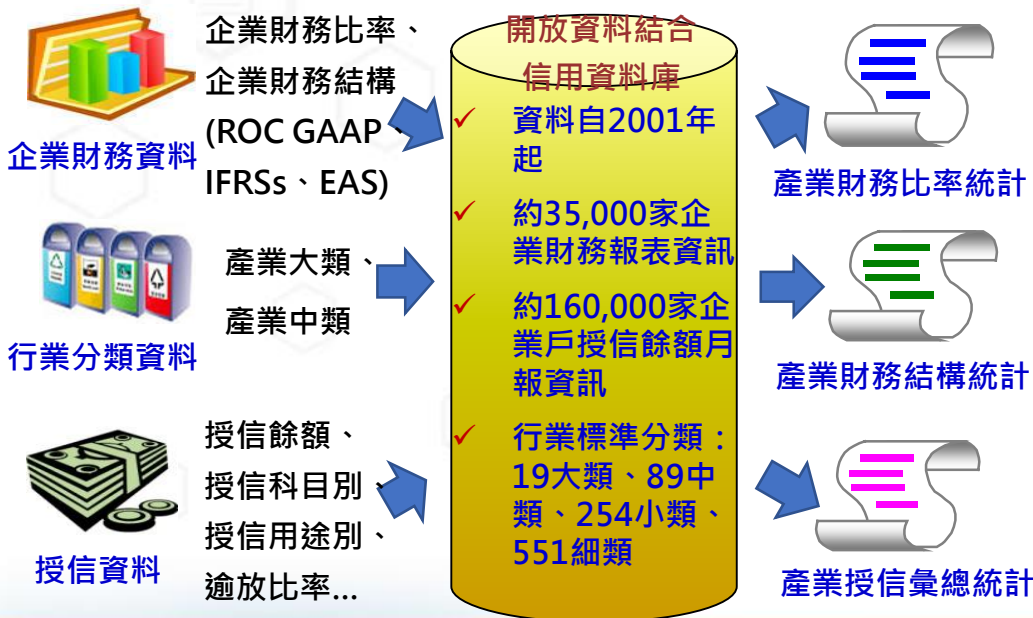 企業財務比率、
企業財務結構
(ROC GAAP、
IFRSs、EAS)
企業財務資料
產業大類、
產業中類
行業分類資料
授信餘額、
授信科目別、
授信用途別、
逾放比率...
授信資料
開放資料結合
信用資料庫
✓ 資料自2001年
起
✓ 約35,000家企
業財務報表資訊
✓ 約160,000家企
業戶授信餘額月
報資訊
✓ 行業標準分類：
19大類、89中
類、254小類、
551細類
產業財務比率統計
產業財務結構統計
產業授信彙總統計